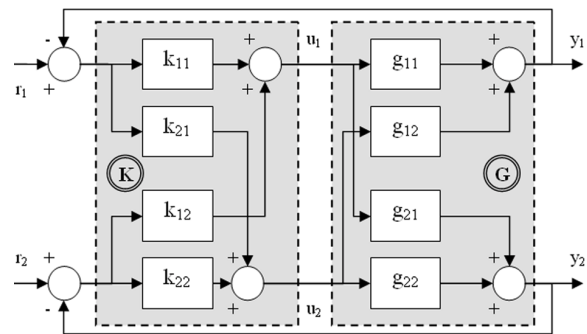 - + + u₁ + y₁
k₁₁ g₁₁
r₁ + + +
k₂₁ g₁₂
K G
k₁₂ g₂₁
r₂ + + + y₂
k₂₂ g₂₂
- + u₂ +